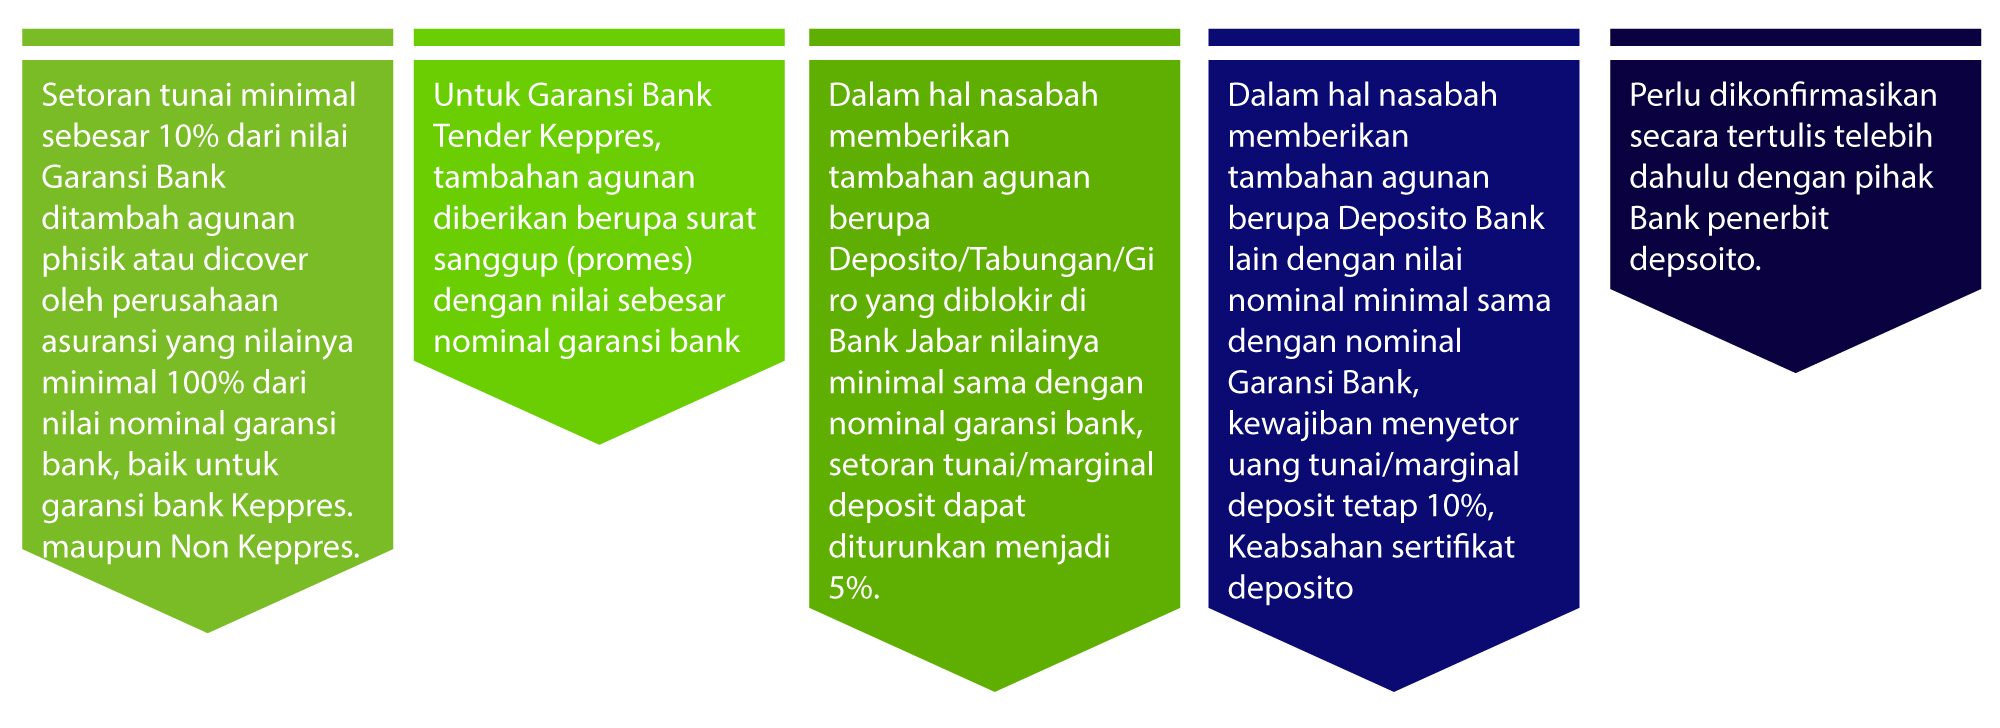 Setoran tunai minimal
sebesar 10% dari nilai
Garansi Bank
ditambah agunan
phisik atau dicover
oleh perusahaan
asuransi yang nilainya
minimal 100% dari
nilai nominal garansi
bank, baik untuk
garansi bank Keppres.
maupun Non Keppres.
Untuk Garansi Bank
Tender Keppres,
tambahan agunan
diberikan berupa surat
sanggup (promes)
dengan nilai sebesar
nominal garansi bank
Dalam hal nasabah
memberikan
tambahan agunan
berupa
Deposito/Tabungan/Gi
ro yang diblokir di
Bank Jabar nilainya
minimal sama dengan
nominal garansi bank,
setoran tunai/marginal
deposit dapat
diturunkan menjadi
5%.
Dalam hal nasabah
memberikan
tambahan agunan
berupa Deposito Bank
lain dengan nilai
nominal minimal sama
dengan nominal
Garansi Bank,
kewajiban menyetor
uang tunai/marginal
deposit tetap 10%,
Keabsahan sertifikat
deposito
Perlu dikonfirmasikan
secara tertulis telebih
dahulu dengan pihak
Bank penerbit
depsoito.